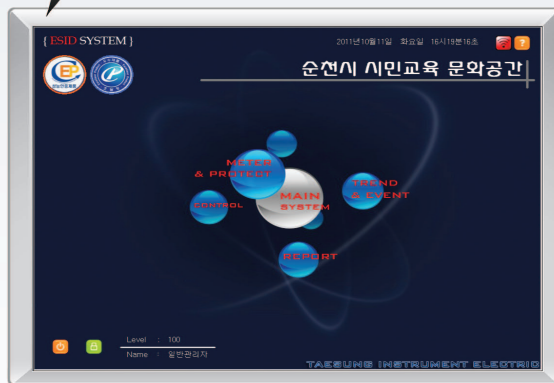 { ESID SYSTEM }
2011년10월11일 화요일 16시19분16초
순천시 시민교육 문화공간
EP
METER
& PROTECT
MAIN
SYSTEM
TREND
& EVENT
CONTROL
REPORT
Level : 100
Name : 일반관리자
TAESUNG INSTRUMENT ELECTRIC